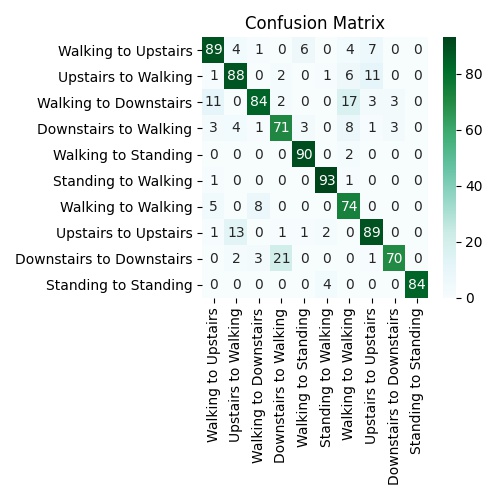 Confusion Matrix
Walking to Upstairs 89 4 1 0 6 0 4 7 0 0
Upstairs to Walking 1 88 0 2 0 1 6 11 0 0
Walking to Downstairs 11 0 84 2 0 0 17 3 3 0
Downstairs to Walking 3 4 1 71 3 0 8 1 3 0
Walking to Standing 0 0 0 0 90 0 2 0 0 0
Standing to Walking 1 0 0 0 0 93 1 0 0 0
Walking to Walking 5 0 8 0 0 0 74 0 0 0
Upstairs to Upstairs 1 13 0 1 1 2 0 89 0 0
Downstairs to Downstairs 0 2 3 21 0 0 0 1 70 0
Standing to Standing 0 0 0 0 0 4 0 0 0 84
Walking to Upstairs
Upstairs to Walking
Walking to Downstairs
Downstairs to Walking
Walking to Standing
Standing to Walking
Walking to Walking
Upstairs to Upstairs
Downstairs to Downstairs
Standing to Standing
80
60
40
20
0